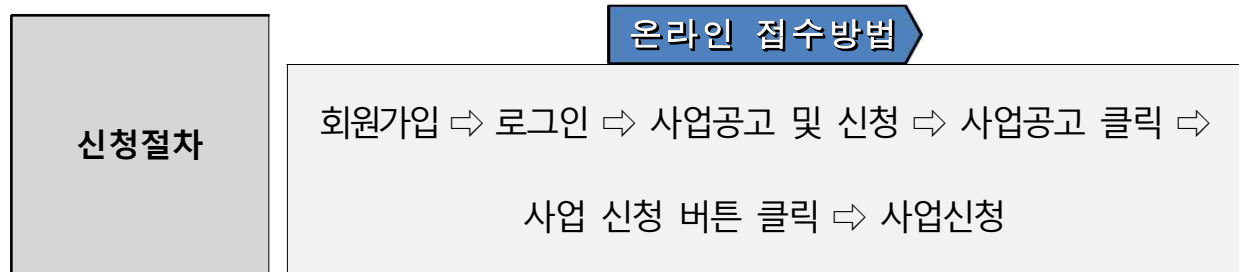 온라인 접수방법
신청절차
회원가입 ⇨ 로그인 ⇨ 사업공고 및 신청 ⇨ 사업공고 클릭 ⇨
사업 신청 버튼 클릭 ⇨ 사업신청